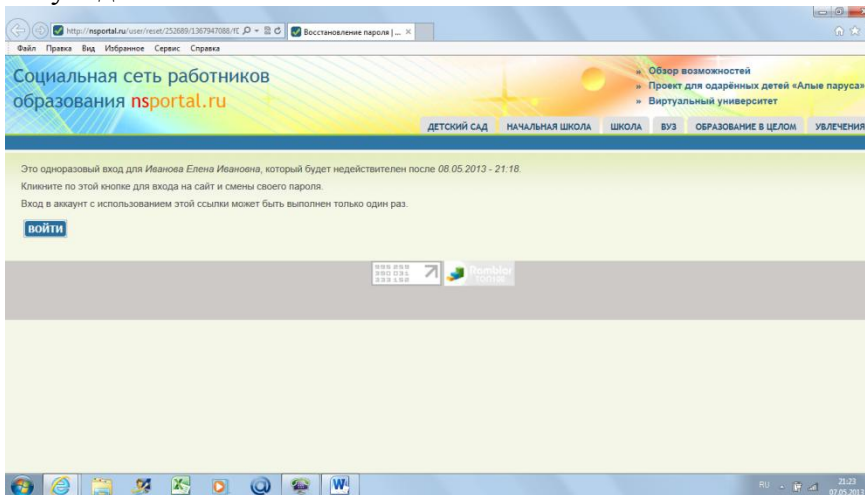 http://nsportal.ru/user/reset/252689/1367947088/
Восстановление пароля | ...
Файл Правка Вид Избранное Сервис Справка
Социальная сеть работников
образования nsportal.ru
» Обзор возможностей
» Проект для одарённых детей «Алые паруса»
» Виртуальный университет
ДЕТСКИЙ САД НАЧАЛЬНАЯ ШКОЛА ШКОЛА ВУЗ ОБРАЗОВАНИЕ В ЦЕЛОМ УВЛЕЧЕНИЯ
Это одноразовый вход для Иванова Елена Ивановна, который будет недействителен после 08.05.2013 - 21:18.
Кликните по этой кнопке для входа на сайт и смены своего пароля.
Вход в аккаунт с использованием этой ссылки может быть выполнен только один раз.
ВОЙТИ
Rambler
TOP100
RU
21:23
07.05.2013